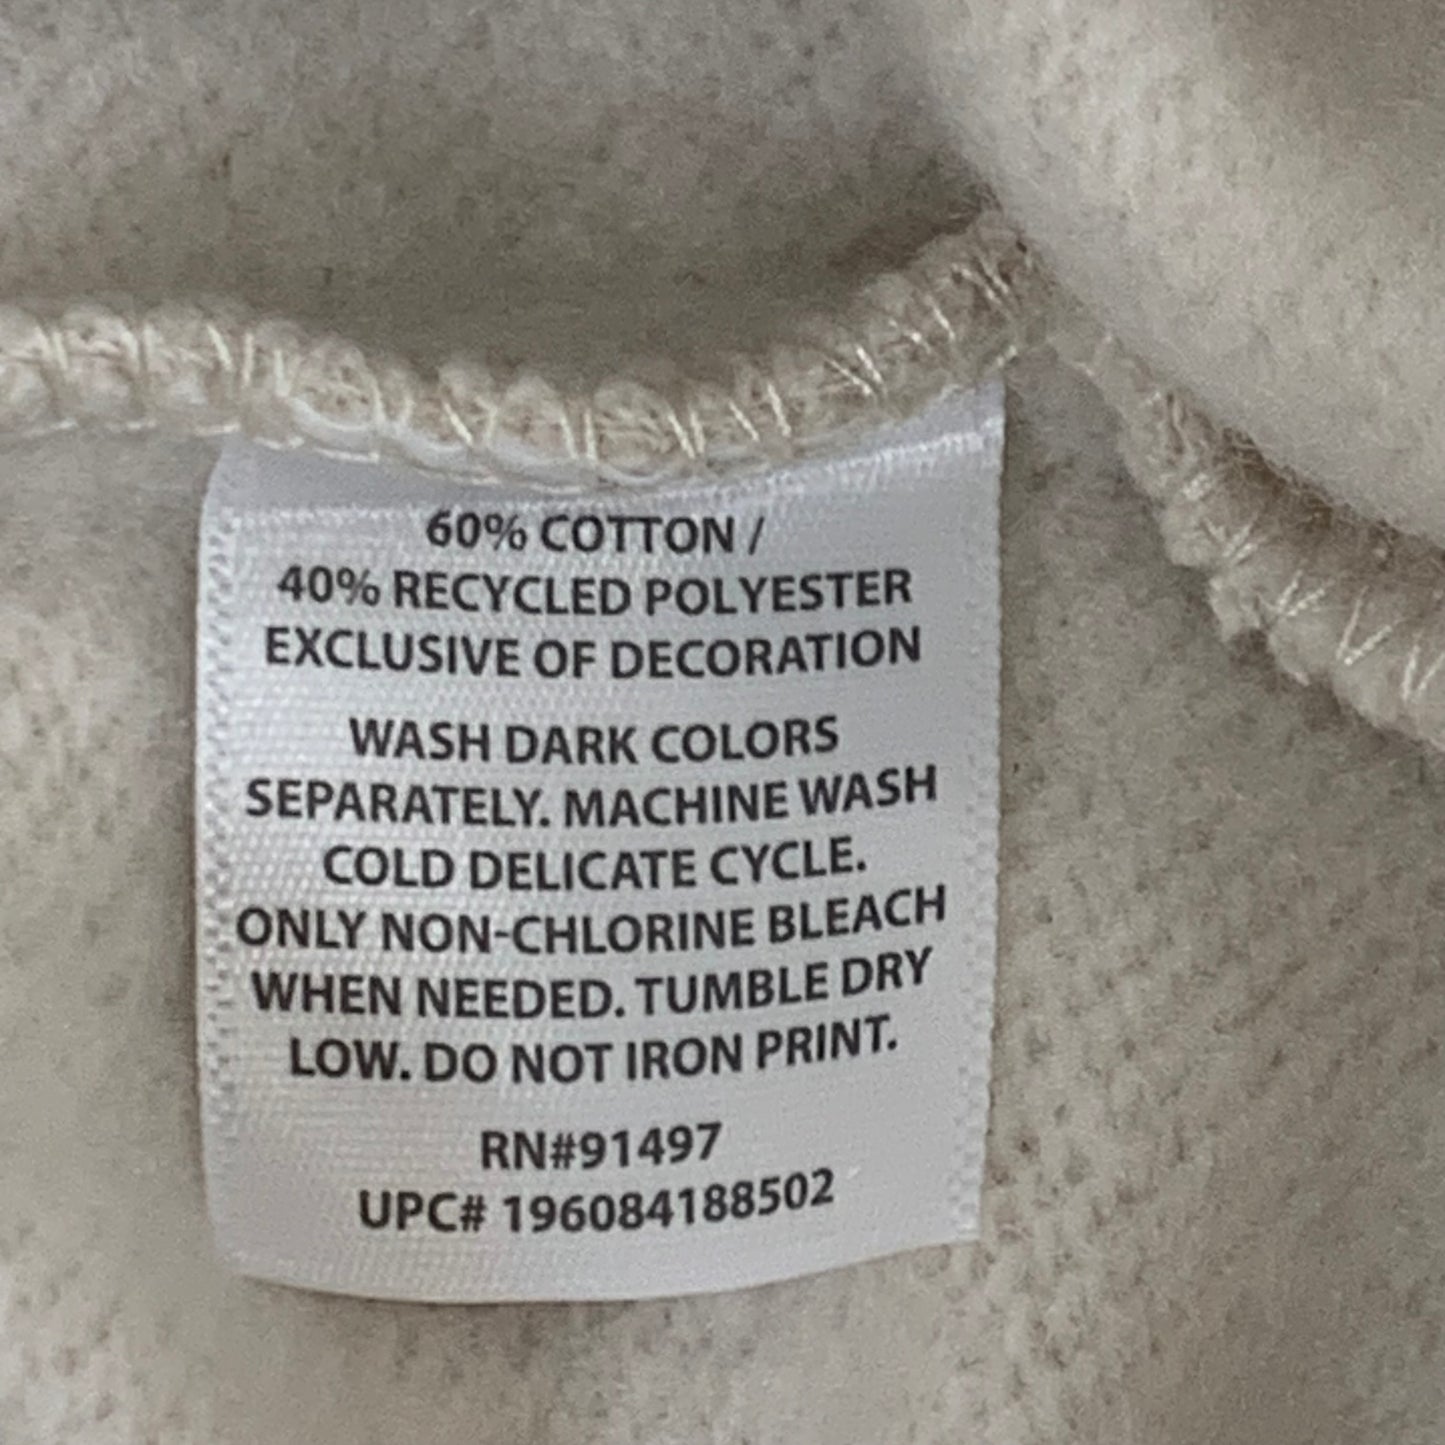 60% COTTON /
40% RECYCLED POLYESTER
EXCLUSIVE OF DECORATION
WASH DARK COLORS
SEPARATELY. MACHINE WASH
COLD DELICATE CYCLE.
ONLY NON-CHLORINE BLEACH
WHEN NEEDED. TUMBLE DRY
LOW. DO NOT IRON PRINT.
RN#91497
UPC# 196084188502